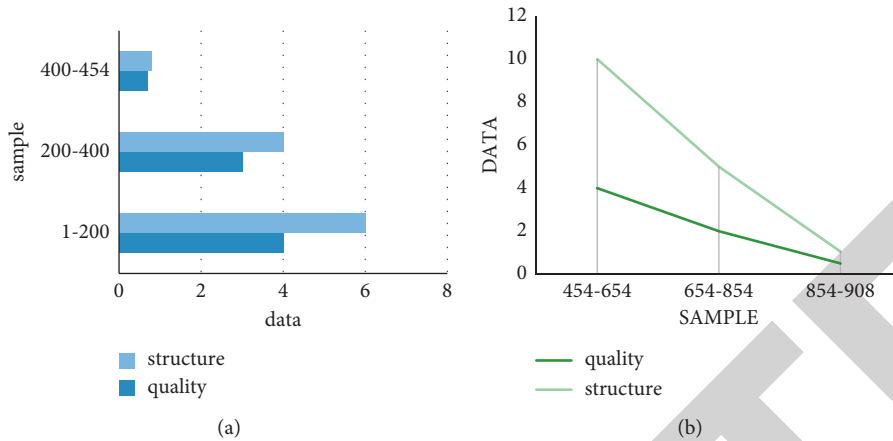 400-454
200-400
1-200
sample
0 2 4 6 8
data
structure
quality
(a)
12
10
8
6
4
2
0
DATA
454-654 654-854 854-908
SAMPLE
quality
structure
(b)